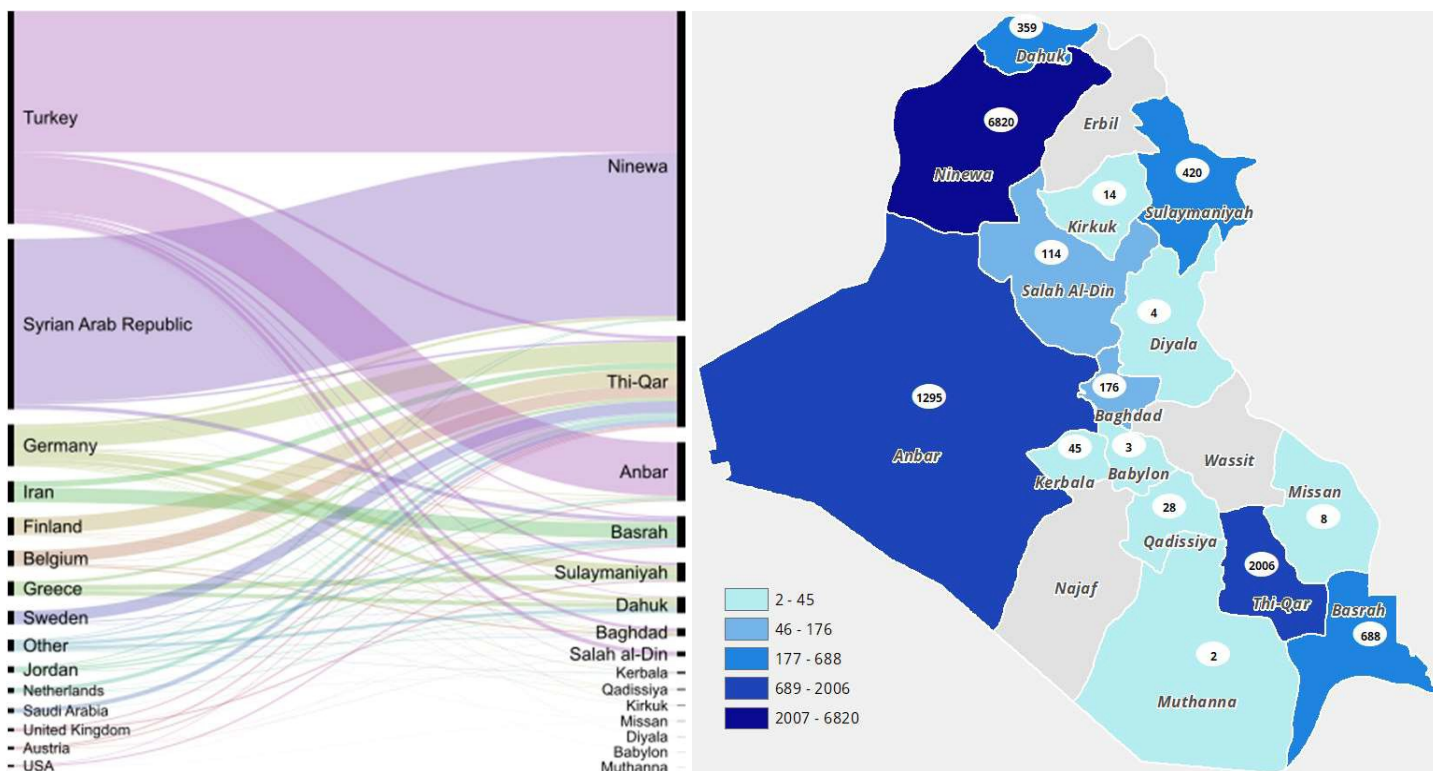 Turkey
Syrian Arab Republic
Germany
Iran
Finland
Belgium
Greece
Sweden
Other
Jordan
Netherlands
Saudi Arabia
United Kingdom
Austria
USA
Ninewa
Thi-Qar
Anbar
Basrah
Sulaymaniyah
Dahuk
Baghdad
Salah al-Din
Kerbala
Qadissiya
Kirkuk
Missan
Diyala
Babylon
Muthanna
359
Dahuk
6820
Ninewa
Erbil
420
Sulaymaniyah
14
Kirkuk
114
Salah Al-Din
4
Diyala
176
Baghdad
1295
Anbar
45
Kerbala
3
Babylon
Wassit
Missan
8
28
Qadissiya
2006
Thi-Qar
Najaf
Basrah
688
2
Muthanna
2 - 45
46 - 176
177 - 688
689 - 2006
2007 - 6820